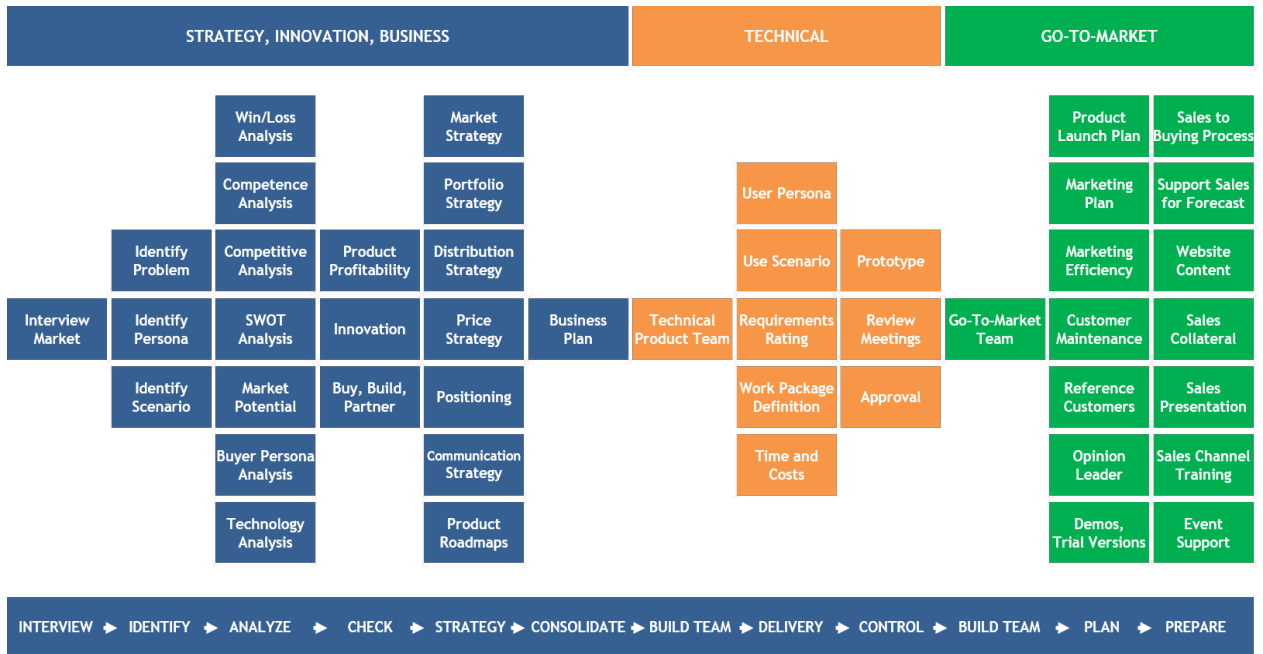 STRATEGY, INNOVATION, BUSINESS
TECHNICAL
GO-TO-MARKET
Interview
Market
Identify
Problem
Identify
Persona
Identify
Scenario
Win/Loss
Analysis
Competence
Analysis
Competitive
Analysis
SWOT
Analysis
Market
Potential
Buyer Persona
Analysis
Technology
Analysis
Product
Profitability
Innovation
Buy, Build,
Partner
Market
Strategy
Portfolio
Strategy
Distribution
Strategy
Price
Strategy
Positioning
Communication
Strategy
Product
Roadmaps
Business
Plan
Technical
Product Team
User Persona
Use Scenario
Requirements
Rating
Work Package
Definition
Time and
Costs
Prototype
Review
Meetings
Approval
Go-To-Market
Team
Product
Launch Plan
Marketing
Plan
Marketing
Efficiency
Customer
Maintenance
Reference
Customers
Opinion
Leader
Demos,
Trial Versions
Sales to
Buying Process
Support Sales
for Forecast
Website
Content
Sales
Collateral
Sales
Presentation
Sales Channel
Training
Event
Support
INTERVIEW
IDENTIFY
ANALYZE
CHECK
STRATEGY
CONSOLIDATE
BUILD TEAM
DELIVERY
CONTROL
BUILD TEAM
PLAN
PREPARE